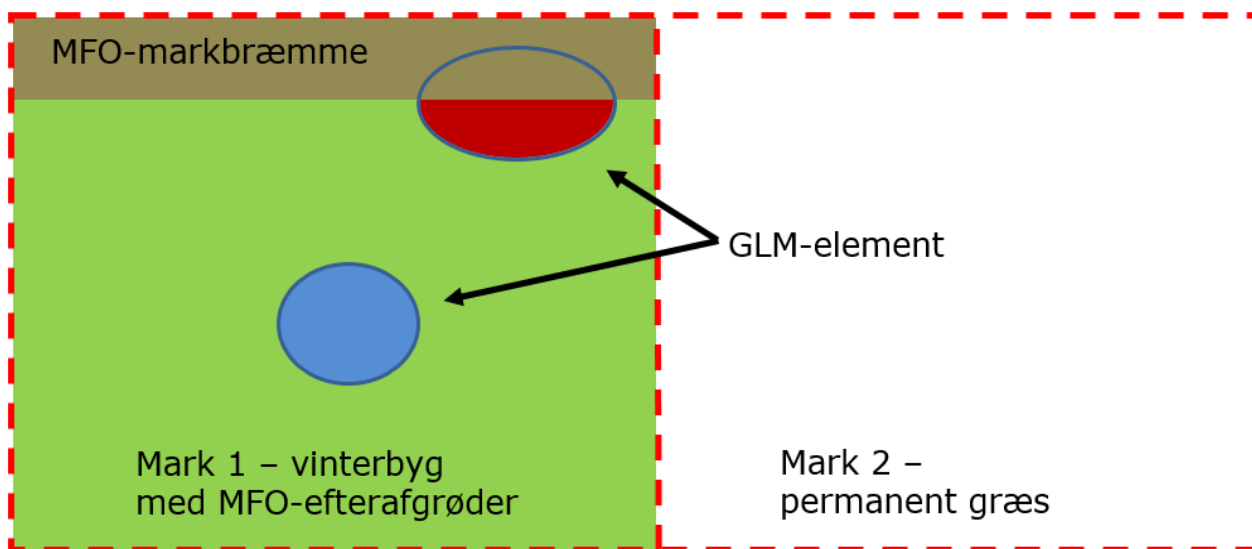 MFO-markbræmme
GLM-element
Mark 1 – vinterbyg
med MFO-efterafgrøder
Mark 2 –
permanent græs